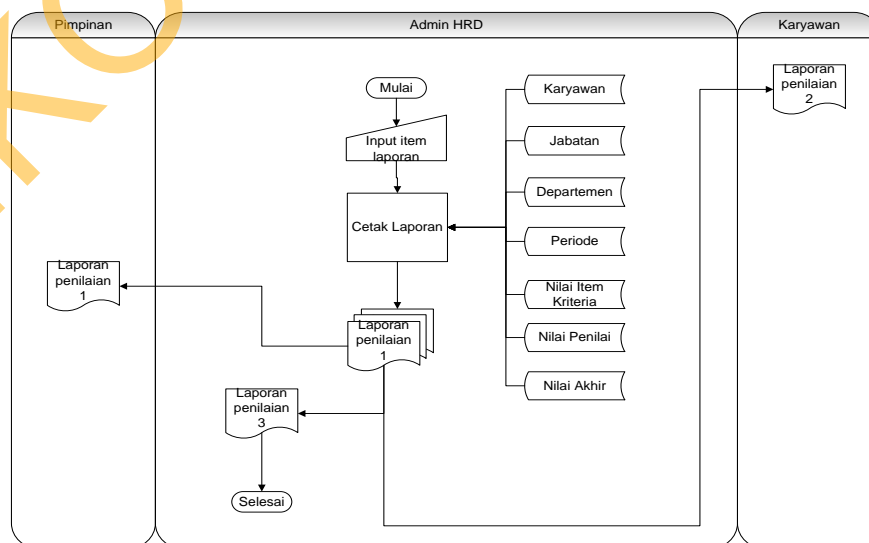 Pimpinan
Admin HRD
Karyawan
Mulai
Input item
laporan
Cetak Laporan
Laporan
penilaian
1
Laporan
penilaian
1
Laporan
penilaian
3
Selesai
Karyawan
Jabatan
Departemen
Periode
Nilai Item
Kriteria
Nilai Penilai
Nilai Akhir
Laporan
penilaian
2